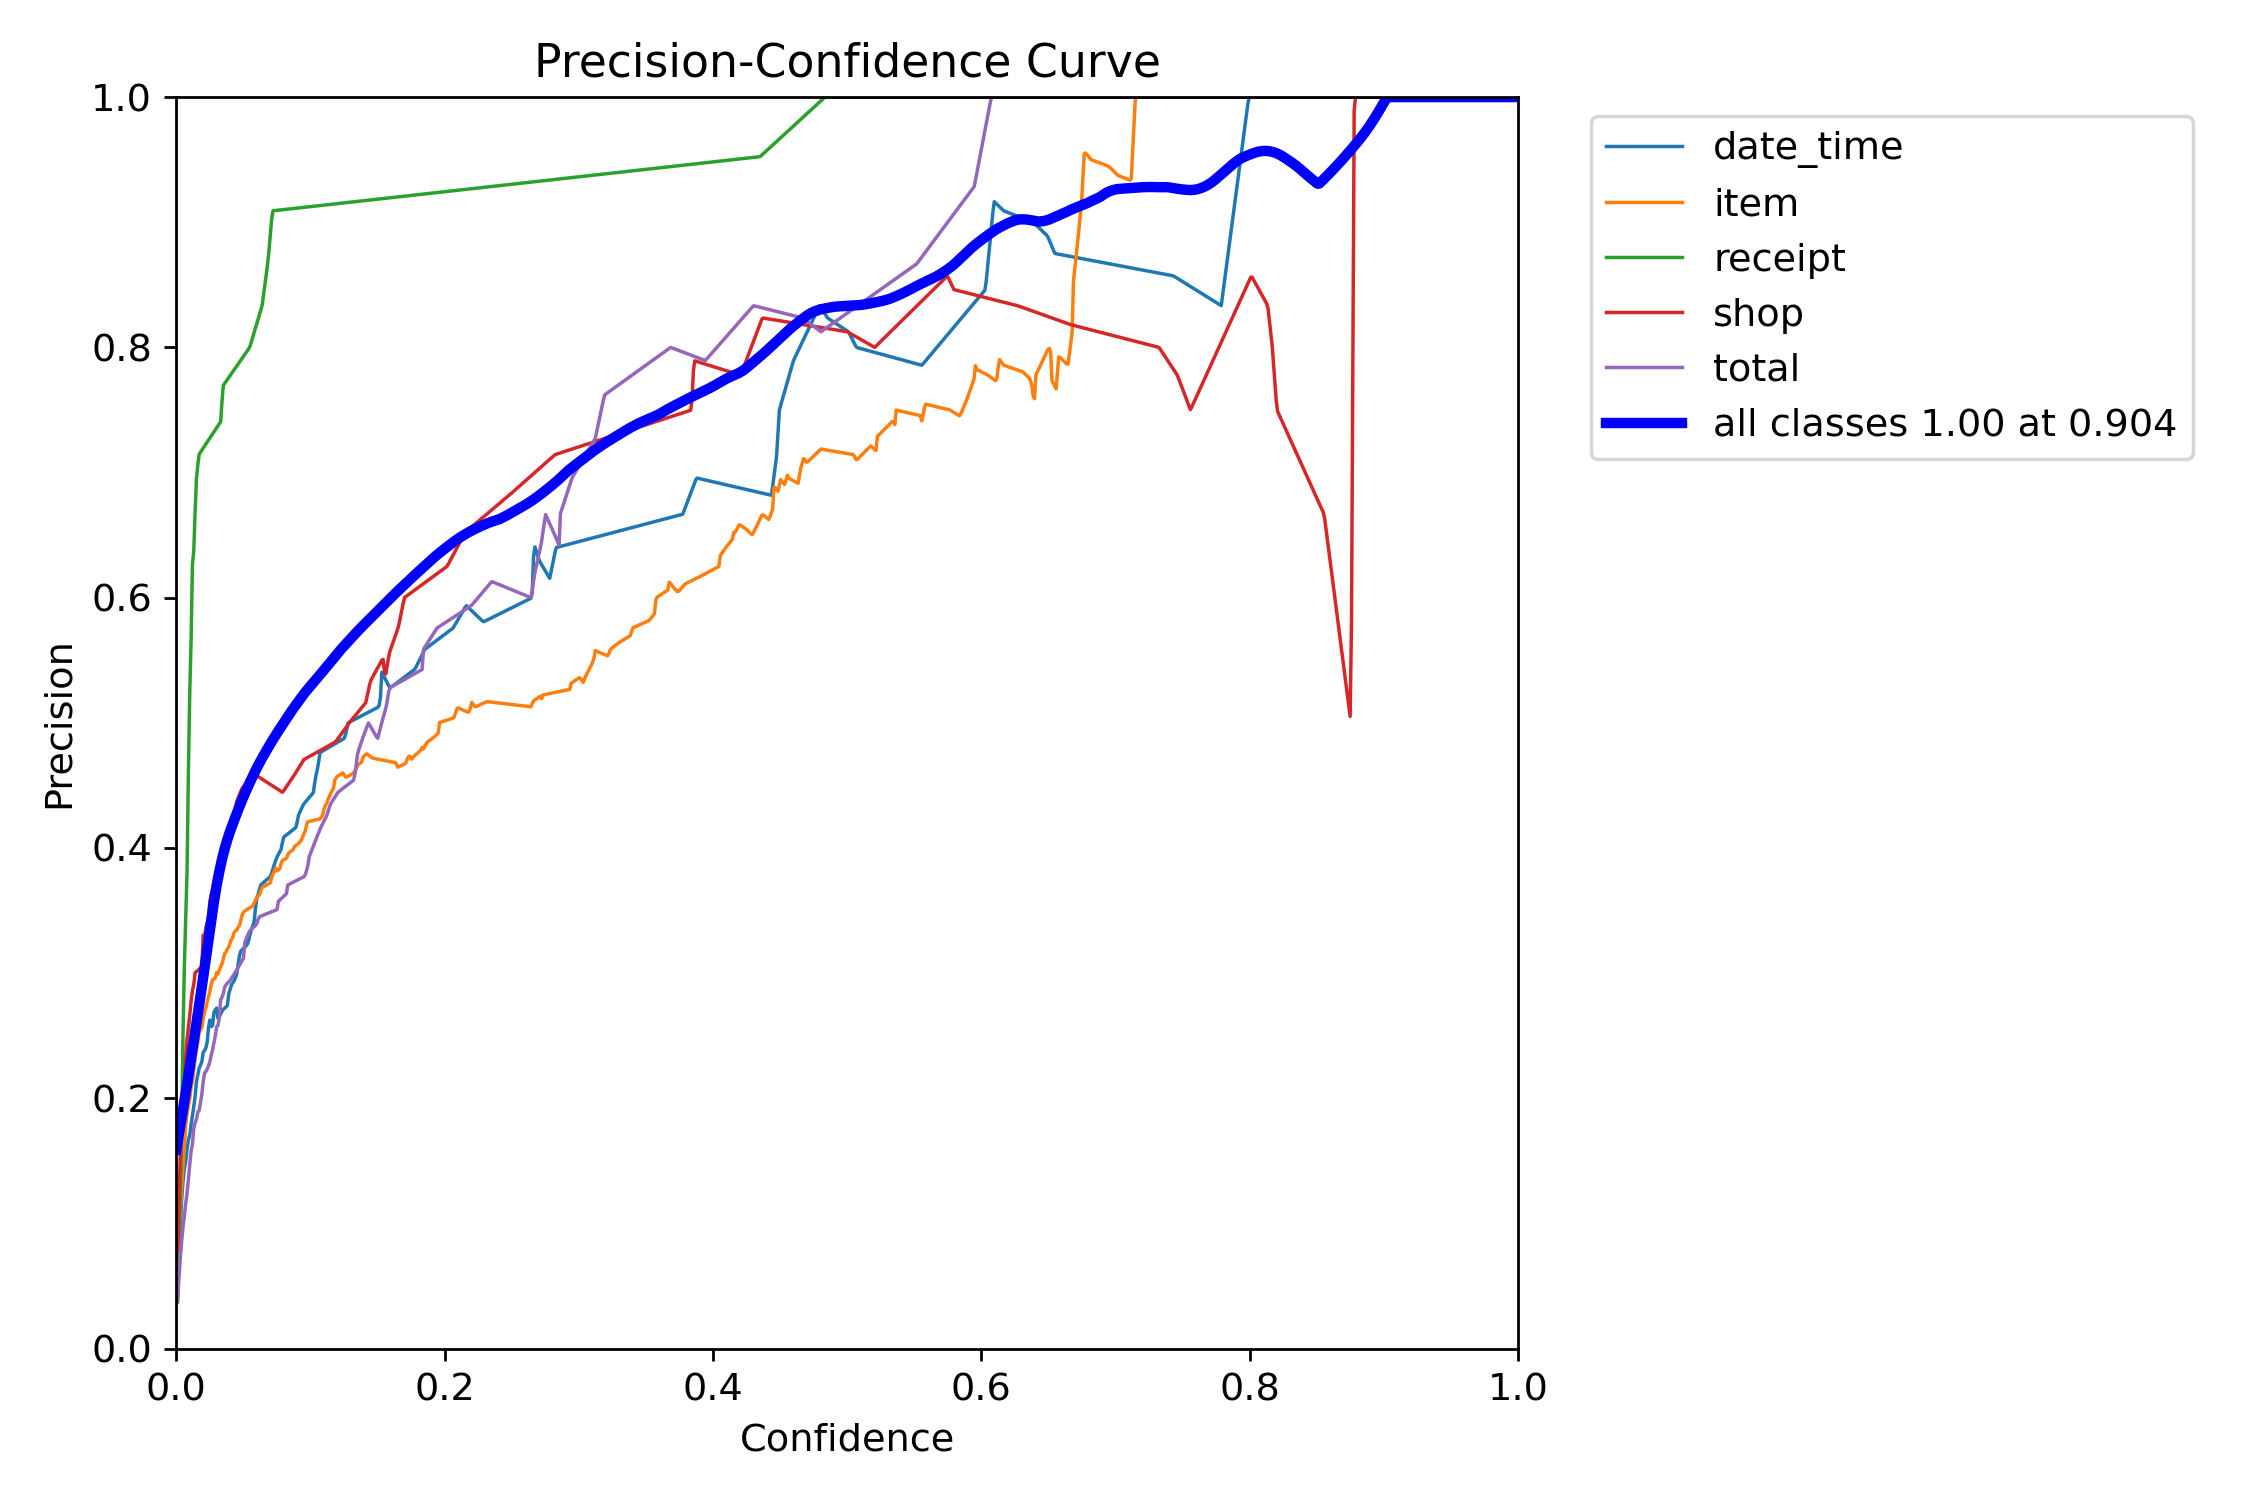 Precision-Confidence Curve
1.0
0.8
0.6
0.4
0.2
0.0
Precision
0.0 0.2 0.4 0.6 0.8 1.0
Confidence
date_time
item
receipt
shop
total
all classes 1.00 at 0.904